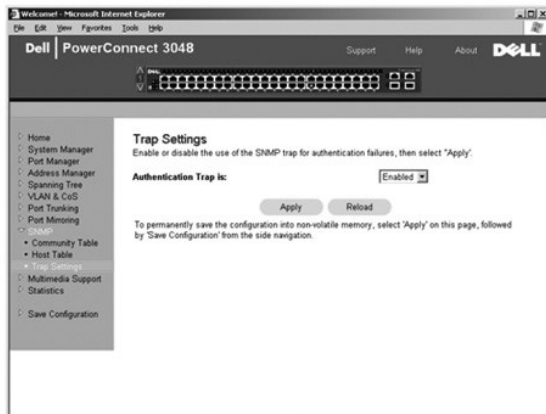 Welcome! - Microsoft Internet Explorer
File Edit View Favorites Tools Help
Dell | PowerConnect 3048
Support Help About DELL
Home
System Manager
Port Manager
Address Manager
Spanning Tree
VLAN & CoS
Port Trunking
Port Mirroring
SNMP
Community Table
Host Table
Trap Settings
Multimedia Support
Statistics
Save Configuration
Trap Settings
Enable or disable the use of the SNMP trap for authentication failures, then select "Apply'.
Authentication Trap is: Enabled
Apply Reload
To permanently save the configuration into non-volatile memory, select 'Apply' on this page, followed
by 'Save Configuration' from the side navigation.